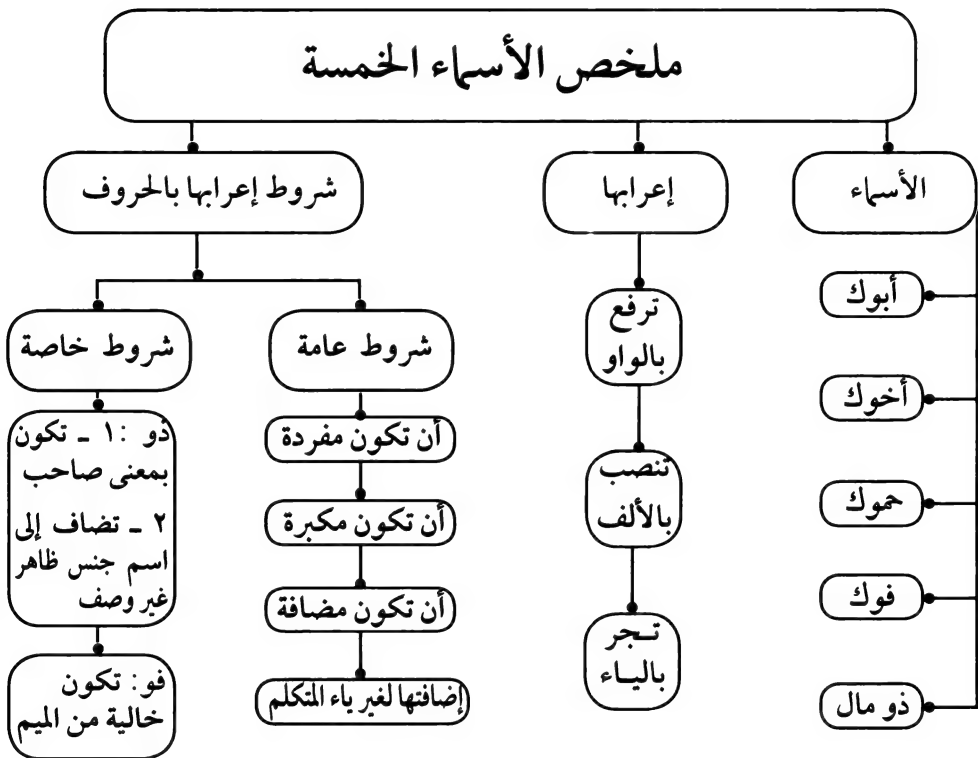 ملخص الأسماء الخمسة
الأسماء
أبوك
أخوك
حموك
فوك
ذو مال
إعرابها
ترفع
بالواو
تنصب
بالألف
تـجر
باليـاء
شروط إعرابها بالحروف
شروط عامة
أن تكون مفردة
أن تكون مكبرة
أن تكون مضافة
إضافتها لغير ياء المتكلم
شروط خاصة
ذو : ١ ـ تكون
بمعنى صاحب
٢ ـ تضاف إلى
اسم جنس ظاهر
غير وصف
فو: تكون
خالية من الميم